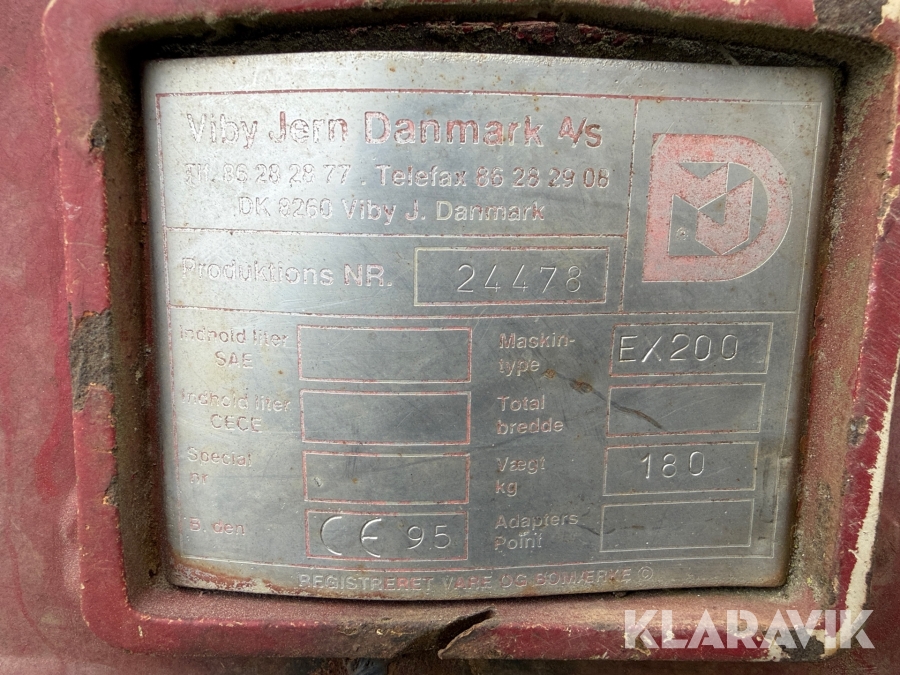 Viby Jern Danmark A/S
Tlf. 86 28 28 77 . Telefax 86 28 29 08
DK 8260 Viby J. Danmark
Produktions NR. 24478
Indhold liter SAE
Maskin-type EX200
Indhold liter CECE
Total bredde
Special nr
Vægt kg 180
B. den CE 95
Adapters Point
REGISTRERET VARE OG BOMÆRKE ©
KLARAVIK